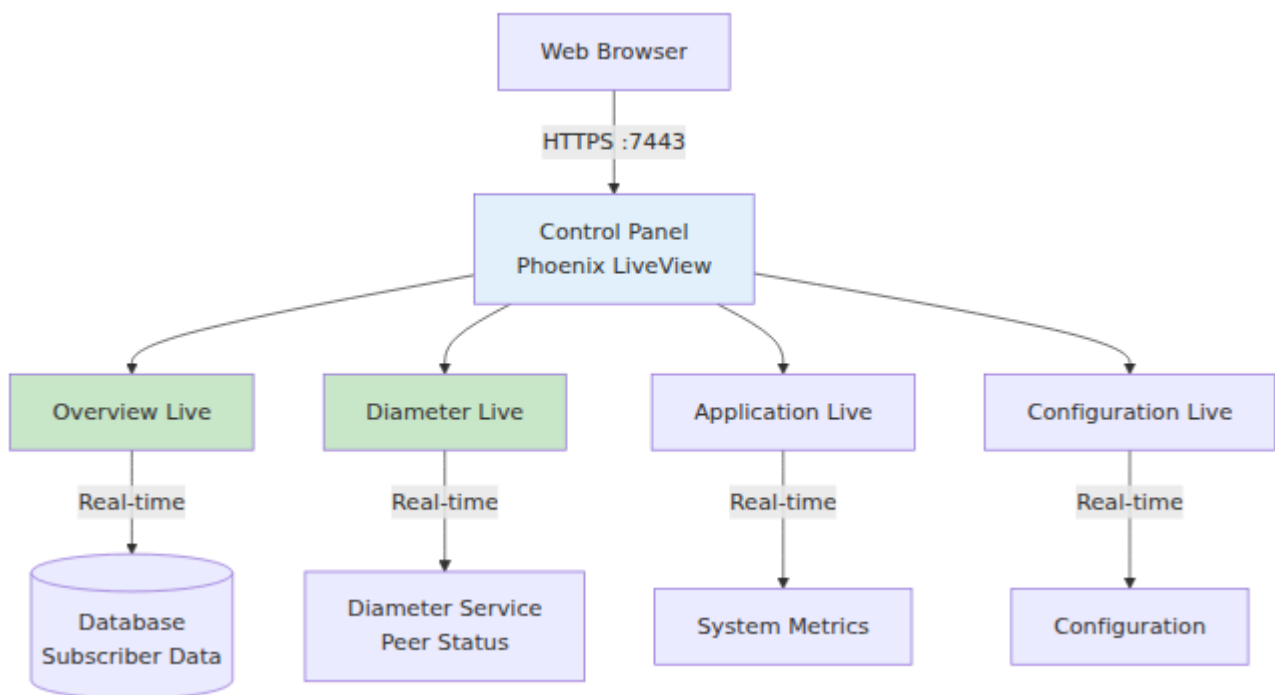 Web Browser
HTTPS :7443
Control Panel
Phoenix LiveView
Overview Live
Diameter Live
Application Live
Configuration Live
Real-time
Real-time
Real-time
Real-time
Database
Subscriber Data
Diameter Service
Peer Status
System Metrics
Configuration